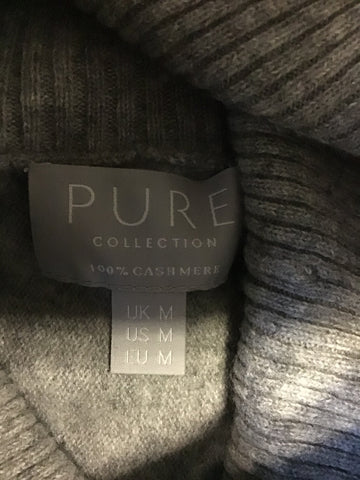 PURE
COLLECTION
100% CASHMERE
UK M
US M
EU M